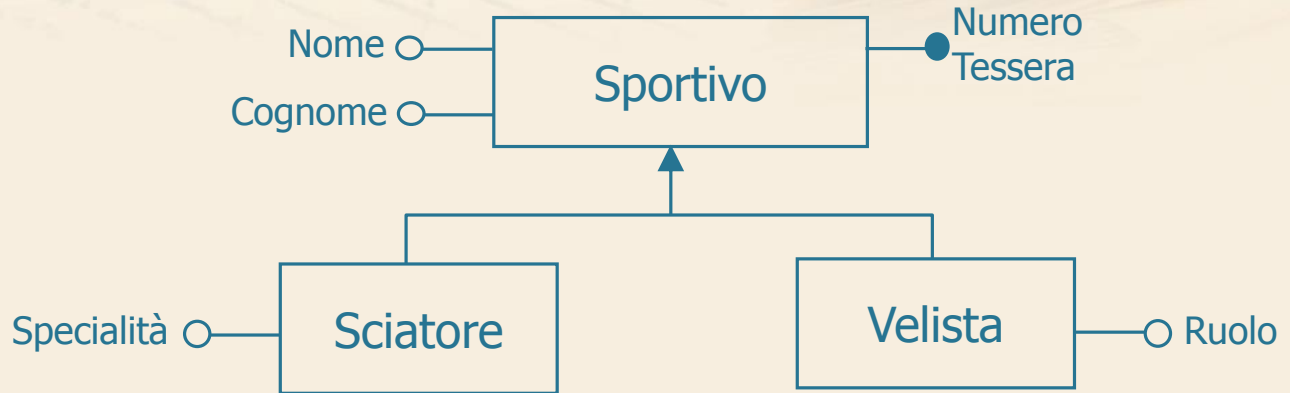 Nome
Numero
Tessera
Sportivo
Cognome
Specialità
Sciatore
Velista
Ruolo